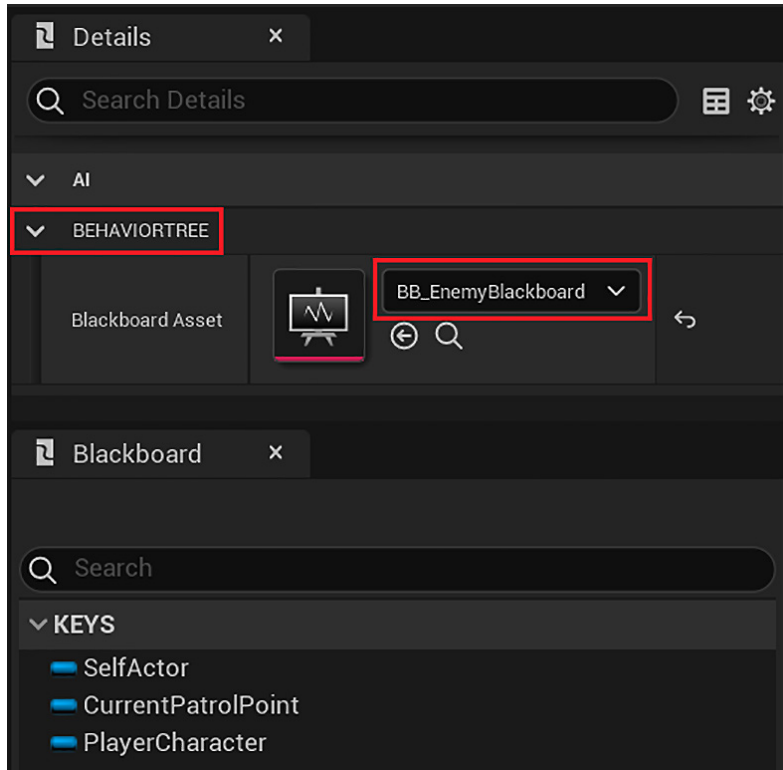 Details
Search Details
AI
BEHAVIORTREE
Blackboard Asset
BB_EnemyBlackboard
Blackboard
Search
KEYS
SelfActor
CurrentPatrolPoint
PlayerCharacter